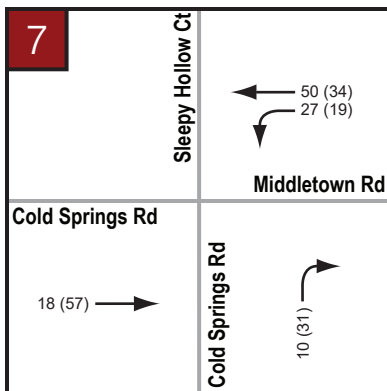 7
Sleepy Hollow Ct
50 (34)
27 (19)
Middletown Rd
Cold Springs Rd
18 (57)
Cold Springs Rd
10 (31)